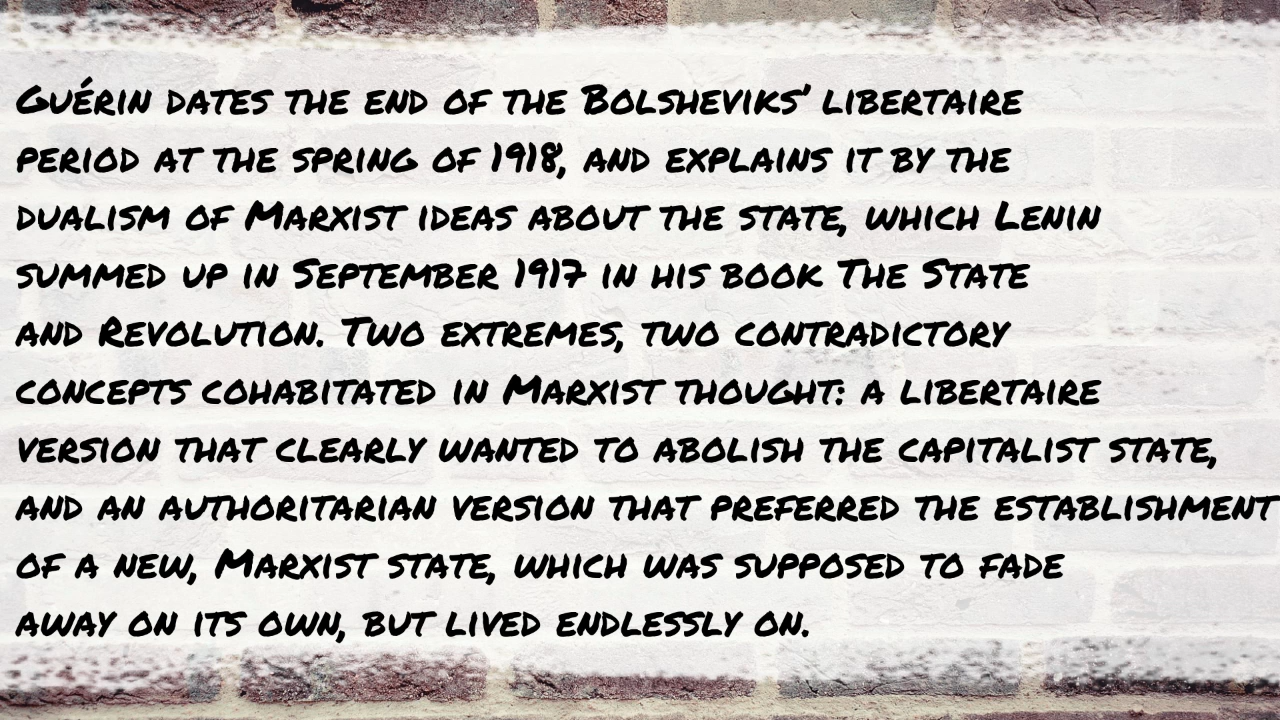 Guérin dates the end of the Bolsheviks' libertaire
period at the spring of 1918, and explains it by the
dualism of Marxist ideas about the state, which Lenin
summed up in September 1917 in his book The State
and Revolution. Two extremes, two contradictory
concepts cohabitated in Marxist thought: a libertaire
version that clearly wanted to abolish the capitalist state,
and an authoritarian version that preferred the establishment
of a new, Marxist state, which was supposed to fade
away on its own, but lived endlessly on.